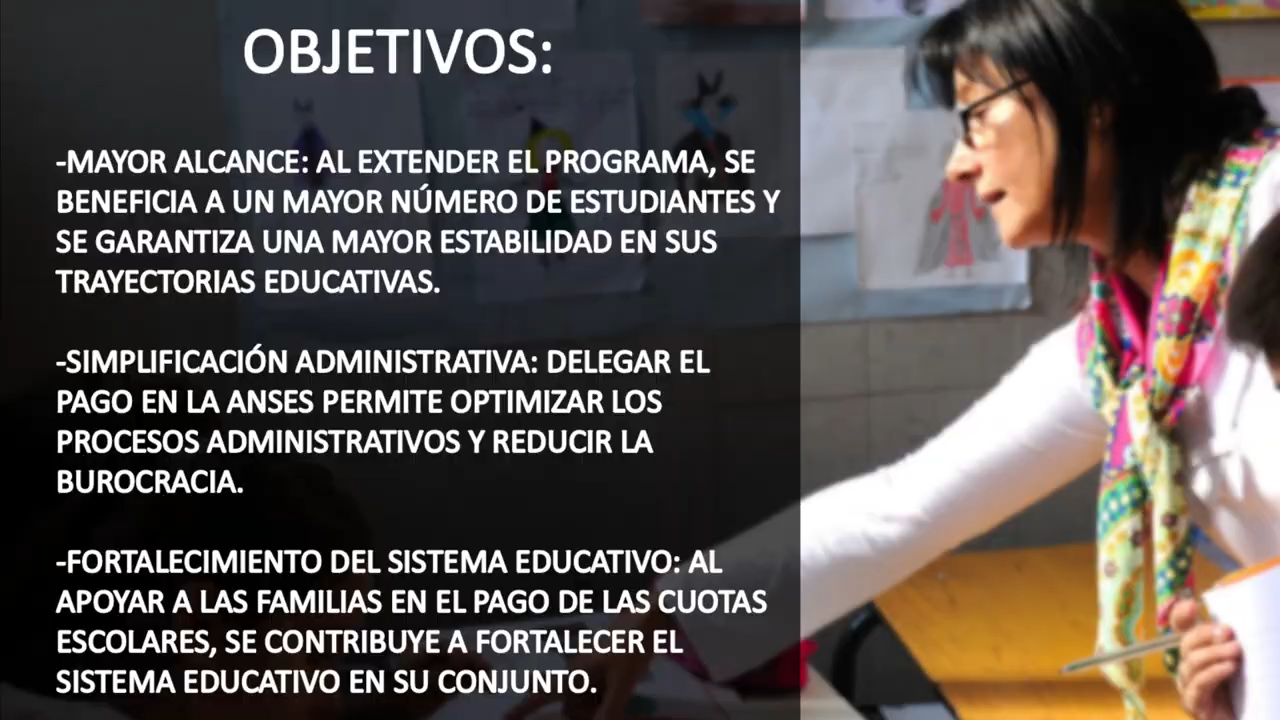 OBJETIVOS:
-MAYOR ALCANCE: AL EXTENDER EL PROGRAMA, SE
BENEFICIA A UN MAYOR NÚMERO DE ESTUDIANTES Y
SE GARANTIZA UNA MAYOR ESTABILIDAD EN SUS
TRAYECTORIAS EDUCATIVAS.
-SIMPLIFICACIÓN ADMINISTRATIVA: DELEGAR EL
PAGO EN LA ANSES PERMITE OPTIMIZAR LOS
PROCESOS ADMINISTRATIVOS Y REDUCIR LA
BUROCRACIA.
-FORTALECIMIENTO DEL SISTEMA EDUCATIVO: AL
APOYAR A LAS FAMILIAS EN EL PAGO DE LAS CUOTAS
ESCOLARES, SE CONTRIBUYE A FORTALECER EL
SISTEMA EDUCATIVO EN SU CONJUNTO.